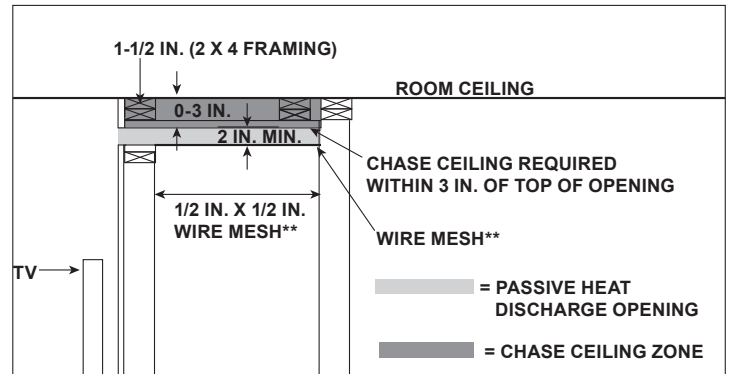 1-1/2 IN. (2 X 4 FRAMING)
ROOM CEILING
0-3 IN.
2 IN. MIN.
CHASE CEILING REQUIRED
WITHIN 3 IN. OF TOP OF OPENING
1/2 IN. X 1/2 IN.
WIRE MESH**
WIRE MESH**
TV
= PASSIVE HEAT
DISCHARGE OPENING
= CHASE CEILING ZONE